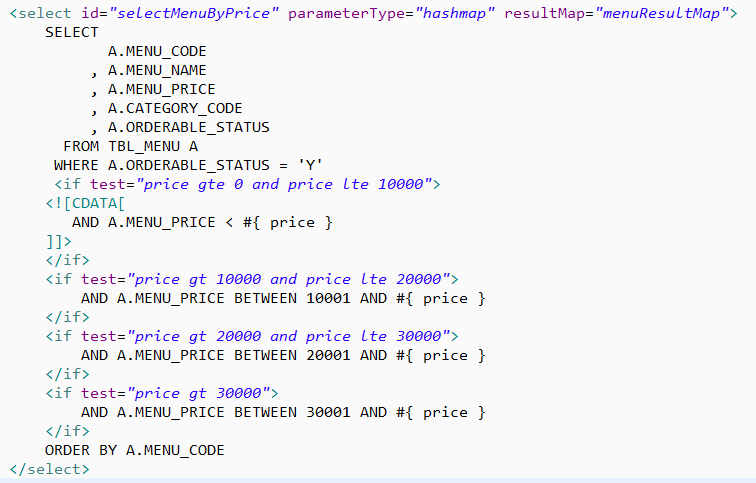 <select id="selectMenuByPrice" parameterType="hashmap" resultMap="menuResultMap">
    SELECT
           A.MENU_CODE
         , A.MENU_NAME
         , A.MENU_PRICE
         , A.CATEGORY_CODE
         , A.ORDERABLE_STATUS
      FROM TBL_MENU A
     WHERE A.ORDERABLE_STATUS = 'Y'
     <if test="price gte 0 and price lte 10000">
    <![CDATA[
       AND A.MENU_PRICE < #{ price }
    ]]>
    </if>
    <if test="price gt 10000 and price lte 20000">
        AND A.MENU_PRICE BETWEEN 10001 AND #{ price }
    </if>
    <if test="price gt 20000 and price lte 30000">
        AND A.MENU_PRICE BETWEEN 20001 AND #{ price }
    </if>
    <if test="price gt 30000">
        AND A.MENU_PRICE BETWEEN 30001 AND #{ price }
    </if>
    ORDER BY A.MENU_CODE
</select>